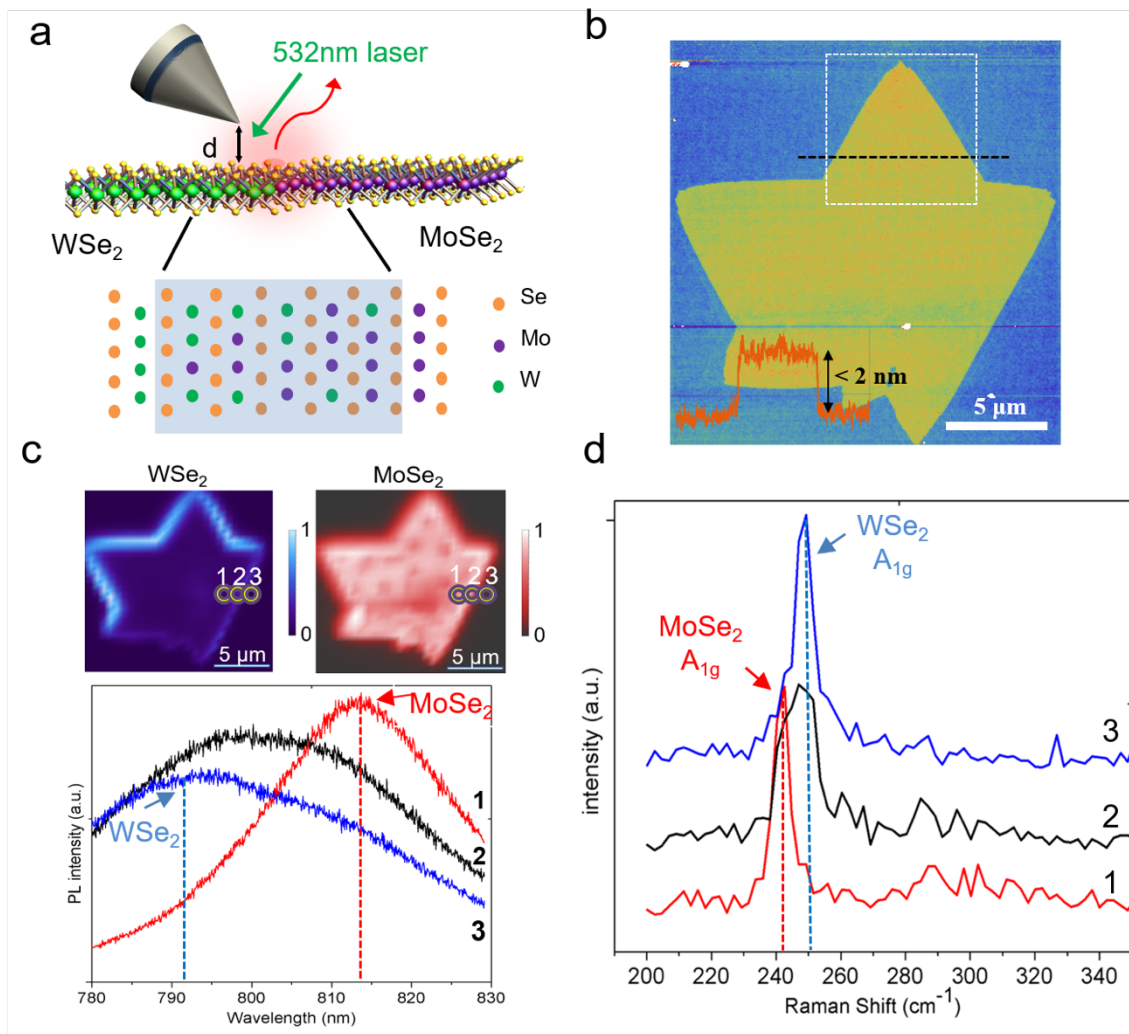 a
532nm laser
d
WSe2
MoSe2
Se
Mo
W
b
< 2 nm
5 µm
c
WSe2
MoSe2
1
0
1
0
1 2 3
1 2 3
5 µm
5 µm
PL intensity (a.u.)
MoSe2
WSe2
1
2
3
780
790
800
810
820
830
Wavelength (nm)
d
intensity (a.u.)
WSe2
A1g
MoSe2
A1g
3
2
1
200
220
240
260
280
300
320
340
Raman Shift (cm-1)